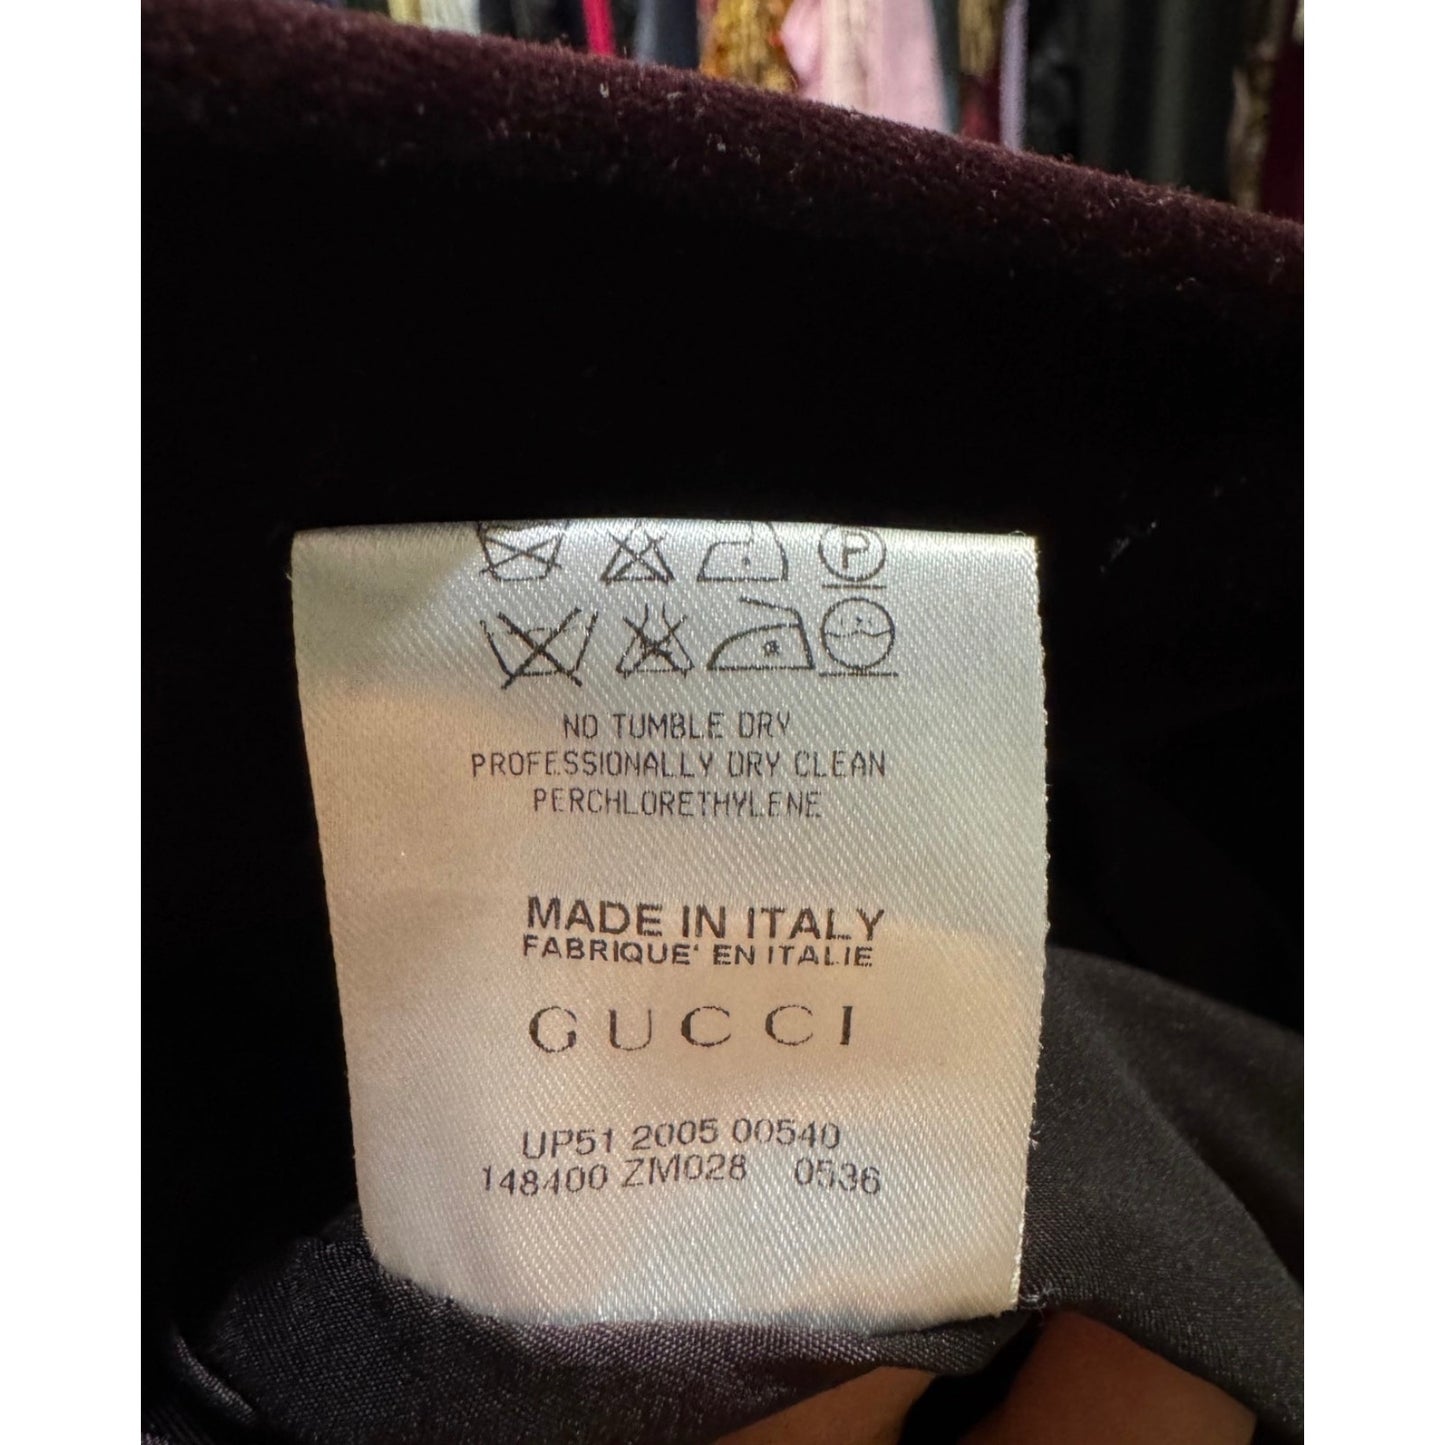 P
NO TUMBLE DRY
PROFESSIONALLY DRY CLEAN
PERCHLORETHYLENE
MADE IN ITALY
FABRIQUE' EN ITALIE
GUCCI
UP51 2005 00540
148400 ZM028 0536